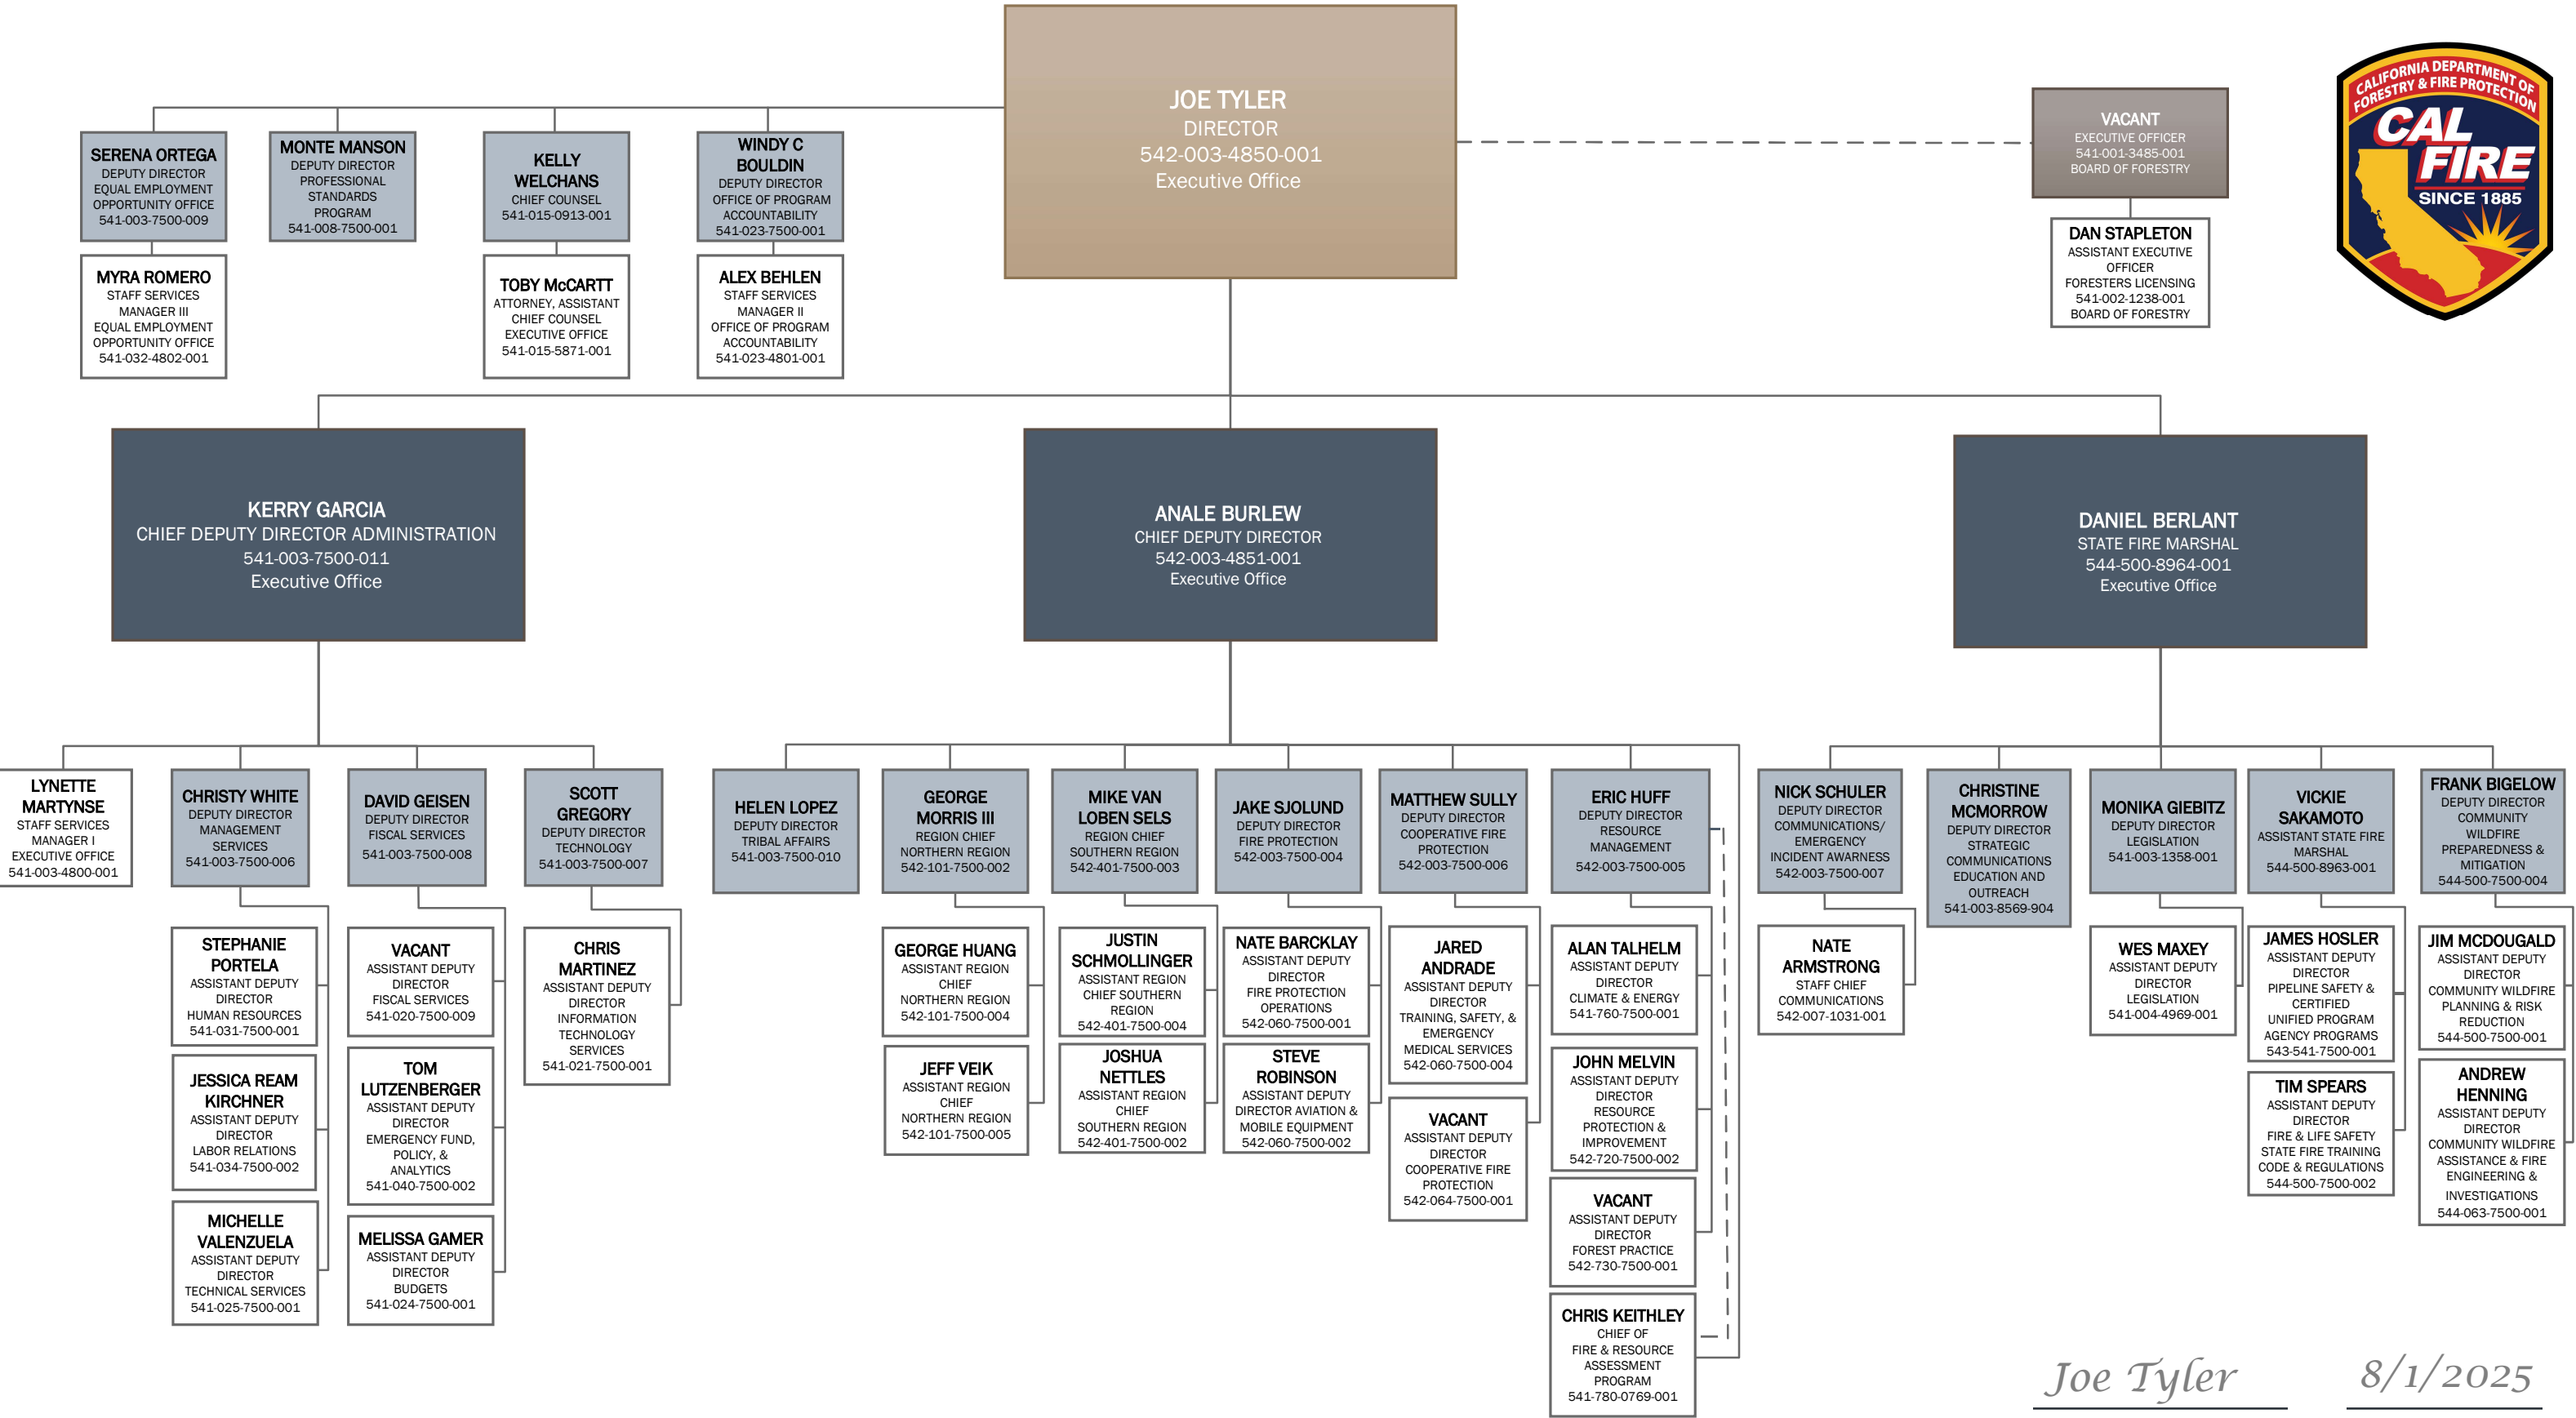 JOE TYLER
DIRECTOR
542-003-4850-001
Executive Office
VACANT
EXECUTIVE OFFICER
541-001-3485-001
BOARD OF FORESTRY
DAN STAPLETON
ASSISTANT EXECUTIVE
OFFICER
FORESTERS LICENSING
541-002-1238-001
BOARD OF FORESTRY
CALIFORNIA DEPARTMENT OF
FORESTRY & FIRE PROTECTION
CAL
FIRE
SINCE 1885
SERENA ORTEGA
DEPUTY DIRECTOR
EQUAL EMPLOYMENT
OPPORTUNITY OFFICE
541-003-7500-009
MYRA ROMERO
STAFF SERVICES
MANAGER III
EQUAL EMPLOYMENT
OPPORTUNITY OFFICE
541-032-4802-001
MONTE MANSON
DEPUTY DIRECTOR
PROFESSIONAL
STANDARDS
PROGRAM
541-008-7500-001
KELLY
WELCHANS
CHIEF COUNSEL
541-015-0913-001
TOBY McCARTT
ATTORNEY, ASSISTANT
CHIEF COUNSEL
EXECUTIVE OFFICE
541-015-5871-001
WINDY C
BOULDIN
DEPUTY DIRECTOR
OFFICE OF PROGRAM
ACCOUNTABILITY
541-023-7500-001
ALEX BEHLEN
STAFF SERVICES
MANAGER II
OFFICE OF PROGRAM
ACCOUNTABILITY
541-023-4801-001
KERRY GARCIA
CHIEF DEPUTY DIRECTOR ADMINISTRATION
541-003-7500-011
Executive Office
ANALE BURLEW
CHIEF DEPUTY DIRECTOR
542-003-4851-001
Executive Office
DANIEL BERLANT
STATE FIRE MARSHAL
544-500-8964-001
Executive Office
LYNETTE
MARTYNSE
STAFF SERVICES
MANAGER I
EXECUTIVE OFFICE
541-003-4800-001
CHRISTY WHITE
DEPUTY DIRECTOR
MANAGEMENT
SERVICES
541-003-7500-006
STEPHANIE
PORTELA
ASSISTANT DEPUTY
DIRECTOR
HUMAN RESOURCES
541-031-7500-001
JESSICA REAM
KIRCHNER
ASSISTANT DEPUTY
DIRECTOR
LABOR RELATIONS
541-034-7500-002
MICHELLE
VALENZUELA
ASSISTANT DEPUTY
DIRECTOR
TECHNICAL SERVICES
541-025-7500-001
DAVID GEISEN
DEPUTY DIRECTOR
FISCAL SERVICES
541-003-7500-008
VACANT
ASSISTANT DEPUTY
DIRECTOR
FISCAL SERVICES
541-020-7500-009
TOM
LUTZENBERGER
ASSISTANT DEPUTY
DIRECTOR
EMERGENCY FUND,
POLICY, &
ANALYTICS
541-040-7500-002
MELISSA GAMER
ASSISTANT DEPUTY
DIRECTOR
BUDGETS
541-024-7500-001
SCOTT
GREGORY
DEPUTY DIRECTOR
TECHNOLOGY
541-003-7500-007
CHRIS
MARTINEZ
ASSISTANT DEPUTY
DIRECTOR
INFORMATION
TECHNOLOGY
SERVICES
541-021-7500-001
HELEN LOPEZ
DEPUTY DIRECTOR
TRIBAL AFFAIRS
541-003-7500-010
GEORGE
MORRIS III
REGION CHIEF
NORTHERN REGION
542-101-7500-002
GEORGE HUANG
ASSISTANT REGION
CHIEF
NORTHERN REGION
542-101-7500-004
JEFF VEIK
ASSISTANT REGION
CHIEF
NORTHERN REGION
542-101-7500-005
MIKE VAN
LOBEN SELS
REGION CHIEF
SOUTHERN REGION
542-401-7500-003
JUSTIN
SCHMOLLINGER
ASSISTANT REGION
CHIEF SOUTHERN
REGION
542-401-7500-004
JOSHUA
NETTLES
ASSISTANT REGION
CHIEF
SOUTHERN REGION
542-401-7500-002
JAKE SJOLUND
DEPUTY DIRECTOR
FIRE PROTECTION
542-003-7500-004
NATE BARCKLAY
ASSISTANT DEPUTY
DIRECTOR
FIRE PROTECTION
OPERATIONS
542-060-7500-001
STEVE
ROBINSON
ASSISTANT DEPUTY
DIRECTOR AVIATION &
MOBILE EQUIPMENT
542-060-7500-002
MATTHEW SULLY
DEPUTY DIRECTOR
COOPERATIVE FIRE
PROTECTION
542-003-7500-006
JARED
ANDRADE
ASSISTANT DEPUTY
DIRECTOR
TRAINING, SAFETY, &
EMERGENCY
MEDICAL SERVICES
542-060-7500-004
VACANT
ASSISTANT DEPUTY
DIRECTOR
COOPERATIVE FIRE
PROTECTION
542-064-7500-001
ERIC HUFF
DEPUTY DIRECTOR
RESOURCE
MANAGEMENT
542-003-7500-005
ALAN TALHELM
ASSISTANT DEPUTY
DIRECTOR
CLIMATE & ENERGY
541-760-7500-001
JOHN MELVIN
ASSISTANT DEPUTY
DIRECTOR
RESOURCE
PROTECTION &
IMPROVEMENT
542-720-7500-002
VACANT
ASSISTANT DEPUTY
DIRECTOR
FOREST PRACTICE
542-730-7500-001
CHRIS KEITHLEY
CHIEF OF
FIRE & RESOURCE
ASSESSMENT
PROGRAM
541-780-0769-001
NICK SCHULER
DEPUTY DIRECTOR
COMMUNICATIONS/
EMERGENCY
INCIDENT AWARNESS
542-003-7500-007
NATE
ARMSTRONG
STAFF CHIEF
COMMUNICATIONS
542-007-1031-001
CHRISTINE
MCMORROW
DEPUTY DIRECTOR
STRATEGIC
COMMUNICATIONS
EDUCATION AND
OUTREACH
541-003-8569-904
MONIKA GIEBITZ
DEPUTY DIRECTOR
LEGISLATION
541-003-1358-001
WES MAXEY
ASSISTANT DEPUTY
DIRECTOR
LEGISLATION
541-004-4969-001
VICKIE
SAKAMOTO
ASSISTANT STATE FIRE
MARSHAL
544-500-8963-001
JAMES HOSLER
ASSISTANT DEPUTY
DIRECTOR
PIPELINE SAFETY &
CERTIFIED
UNIFIED PROGRAM
AGENCY PROGRAMS
543-541-7500-001
TIM SPEARS
ASSISTANT DEPUTY
DIRECTOR
FIRE & LIFE SAFETY
STATE FIRE TRAINING
CODE & REGULATIONS
544-500-7500-002
FRANK BIGELOW
DEPUTY DIRECTOR
COMMUNITY
WILDFIRE
PREPAREDNESS &
MITIGATION
544-500-7500-004
JIM MCDOUGALD
ASSISTANT DEPUTY
DIRECTOR
COMMUNITY WILDFIRE
PLANNING & RISK
REDUCTION
544-500-7500-001
ANDREW
HENNING
ASSISTANT DEPUTY
DIRECTOR
COMMUNITY WILDFIRE
ASSISTANCE & FIRE
ENGINEERING &
INVESTIGATIONS
544-063-7500-001
Joe Tyler
8/1/2025